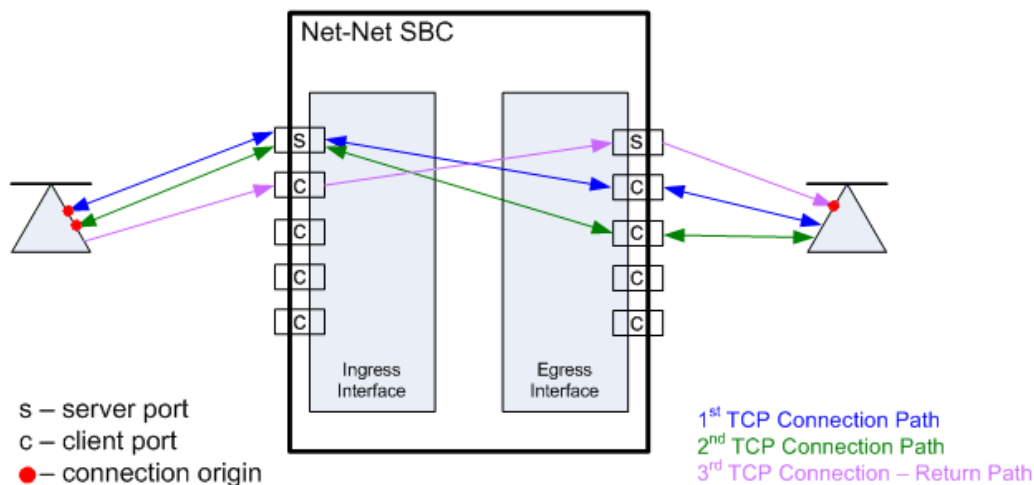 Net-Net SBC
s
s
c
c
c
c
c
c
c
c
Ingress
Interface
Egress
Interface
s – server port
c – client port
– connection origin
1st TCP Connection Path
2nd TCP Connection Path
3rd TCP Connection – Return Path